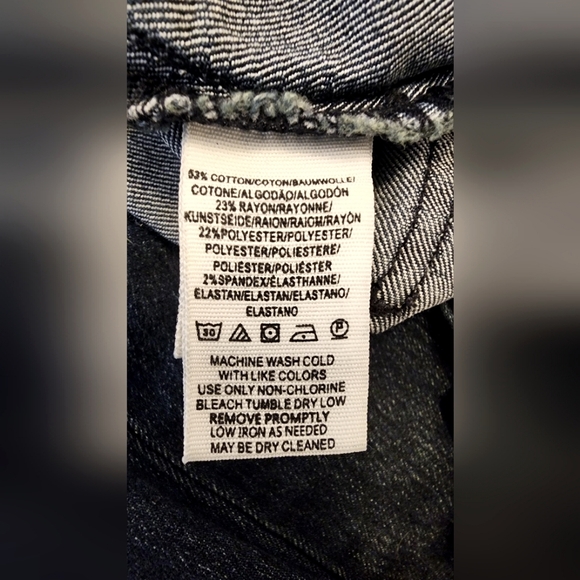 53% COTTON/COTON/BAUMWOLLE/
COTONE/ALGODÃO/ALGODÓN
23% RAYON/RAYONNE/
KUNSTSEIDE/RAION/RAIOM/RAYÓN
22%POLYESTER/POLYESTER/
POLYESTER/POLIESTERE/
POLIÉSTER/POLIÉSTER
2%SPANDEX/ÉLASTHANNE/
ELASTAN/ELASTAN/ELASTANO/
ELASTANO
30 P
MACHINE WASH COLD
WITH LIKE COLORS
USE ONLY NON-CHLORINE
BLEACH TUMBLE DRY LOW
REMOVE PROMPTLY
LOW IRON AS NEEDED
MAY BE DRY CLEANED